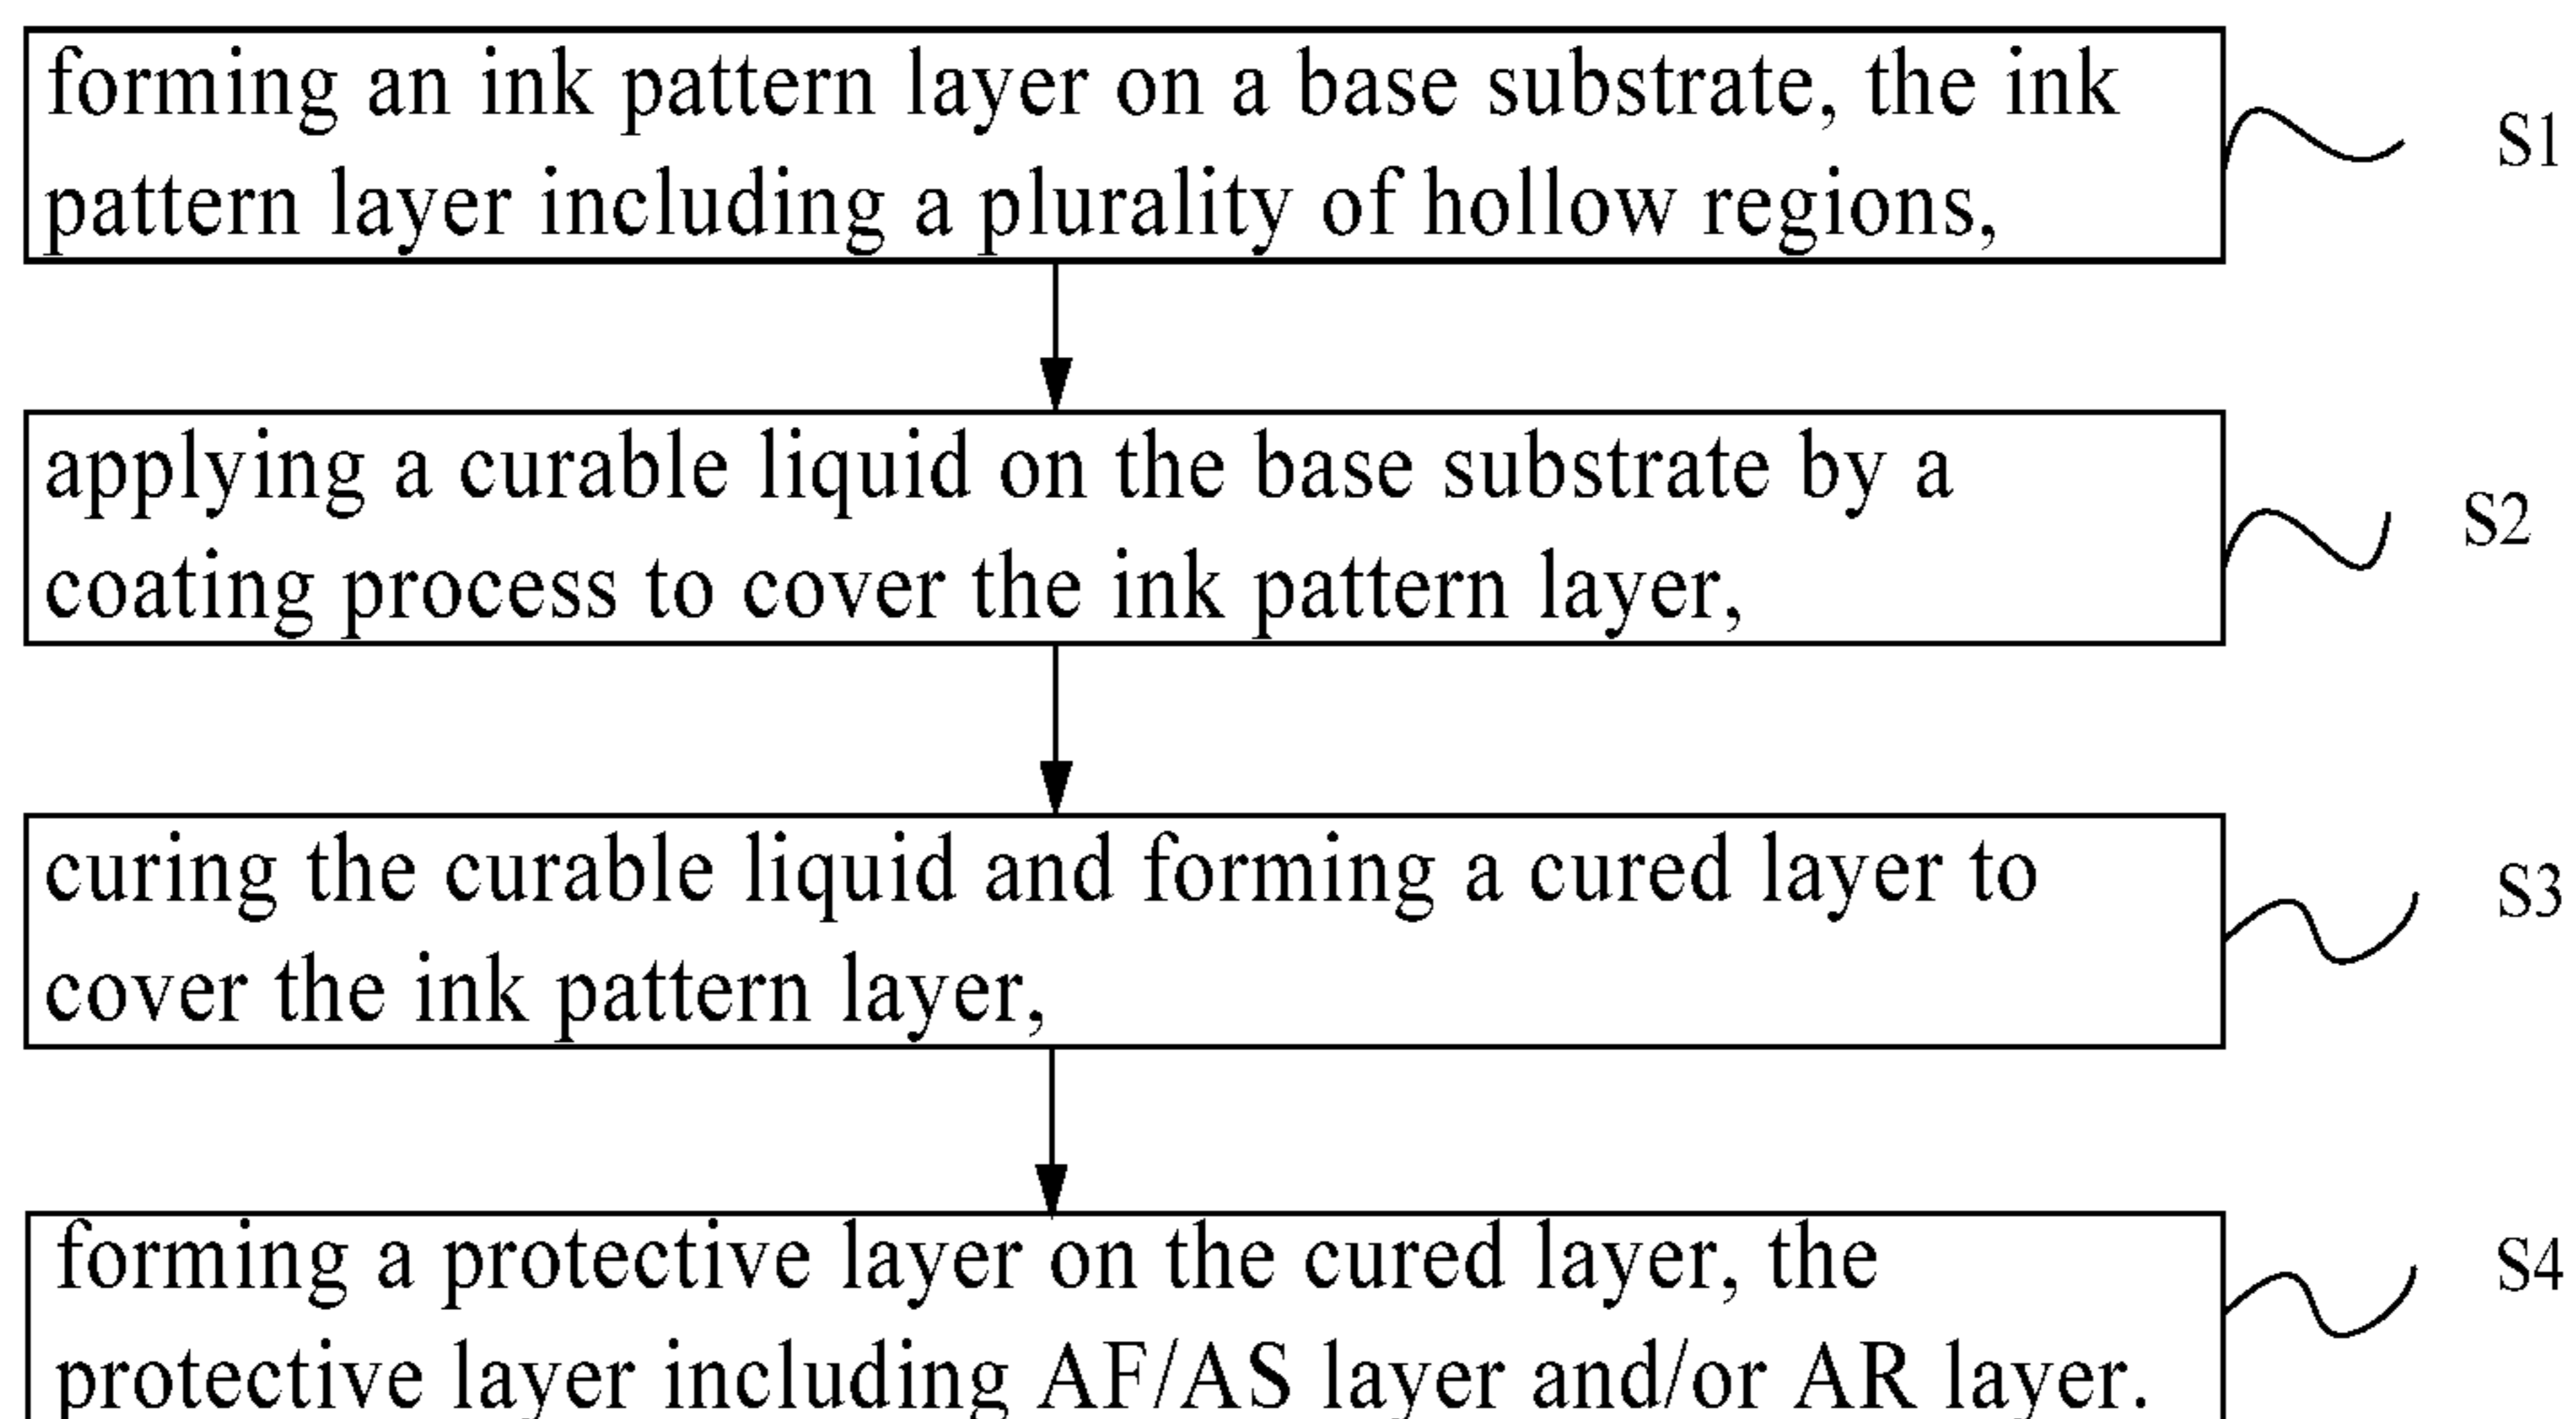 forming an ink pattern layer on a base substrate, the ink
pattern layer including a plurality of hollow regions,
S1
applying a curable liquid on the base substrate by a
coating process to cover the ink pattern layer,
S2
curing the curable liquid and forming a cured layer to
cover the ink pattern layer,
S3
forming a protective layer on the cured layer, the
protective layer including AF/AS layer and/or AR layer.
S4